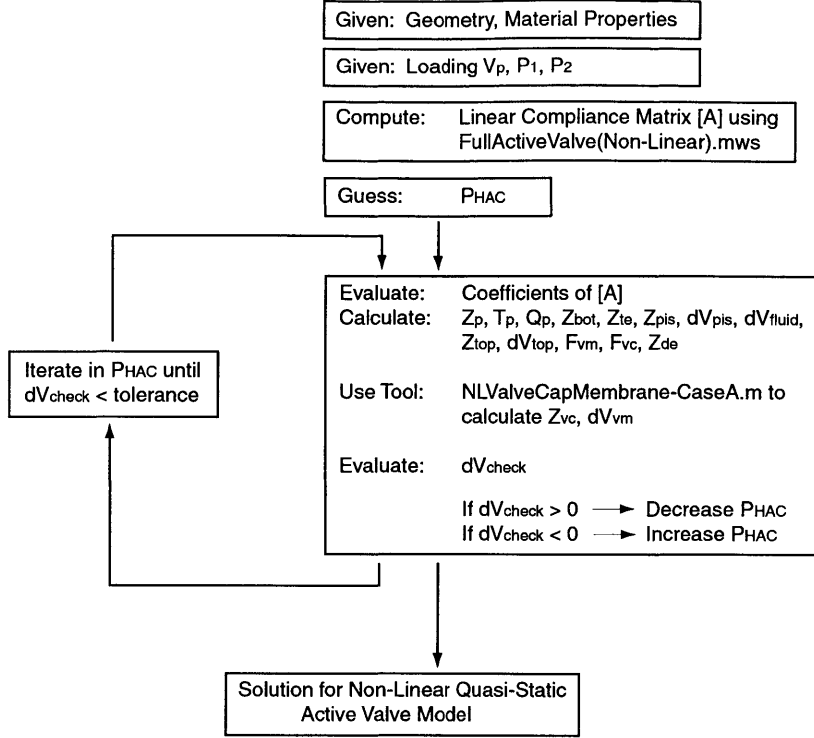 Given: Geometry, Material Properties
Given: Loading Vp, P1, P2
Compute: Linear Compliance Matrix [A] using
FullActiveValve(Non-Linear).mws
Guess: PHAC
Evaluate: Coefficients of [A]
Calculate: Zp, Tp, Qp, Zbot, Zte, Zpis, dVpis, dVfluid,
Ztop, dVtop, Fvm, Fvc, Zde
Use Tool: NLValveCapMembrane-CaseA.m to
calculate Zvc, dVvm
Evaluate: dVcheck
If dVcheck > 0 → Decrease PHAC
If dVcheck < 0 → Increase PHAC
Iterate in PHAC until
dVcheck < tolerance
Solution for Non-Linear Quasi-Static
Active Valve Model